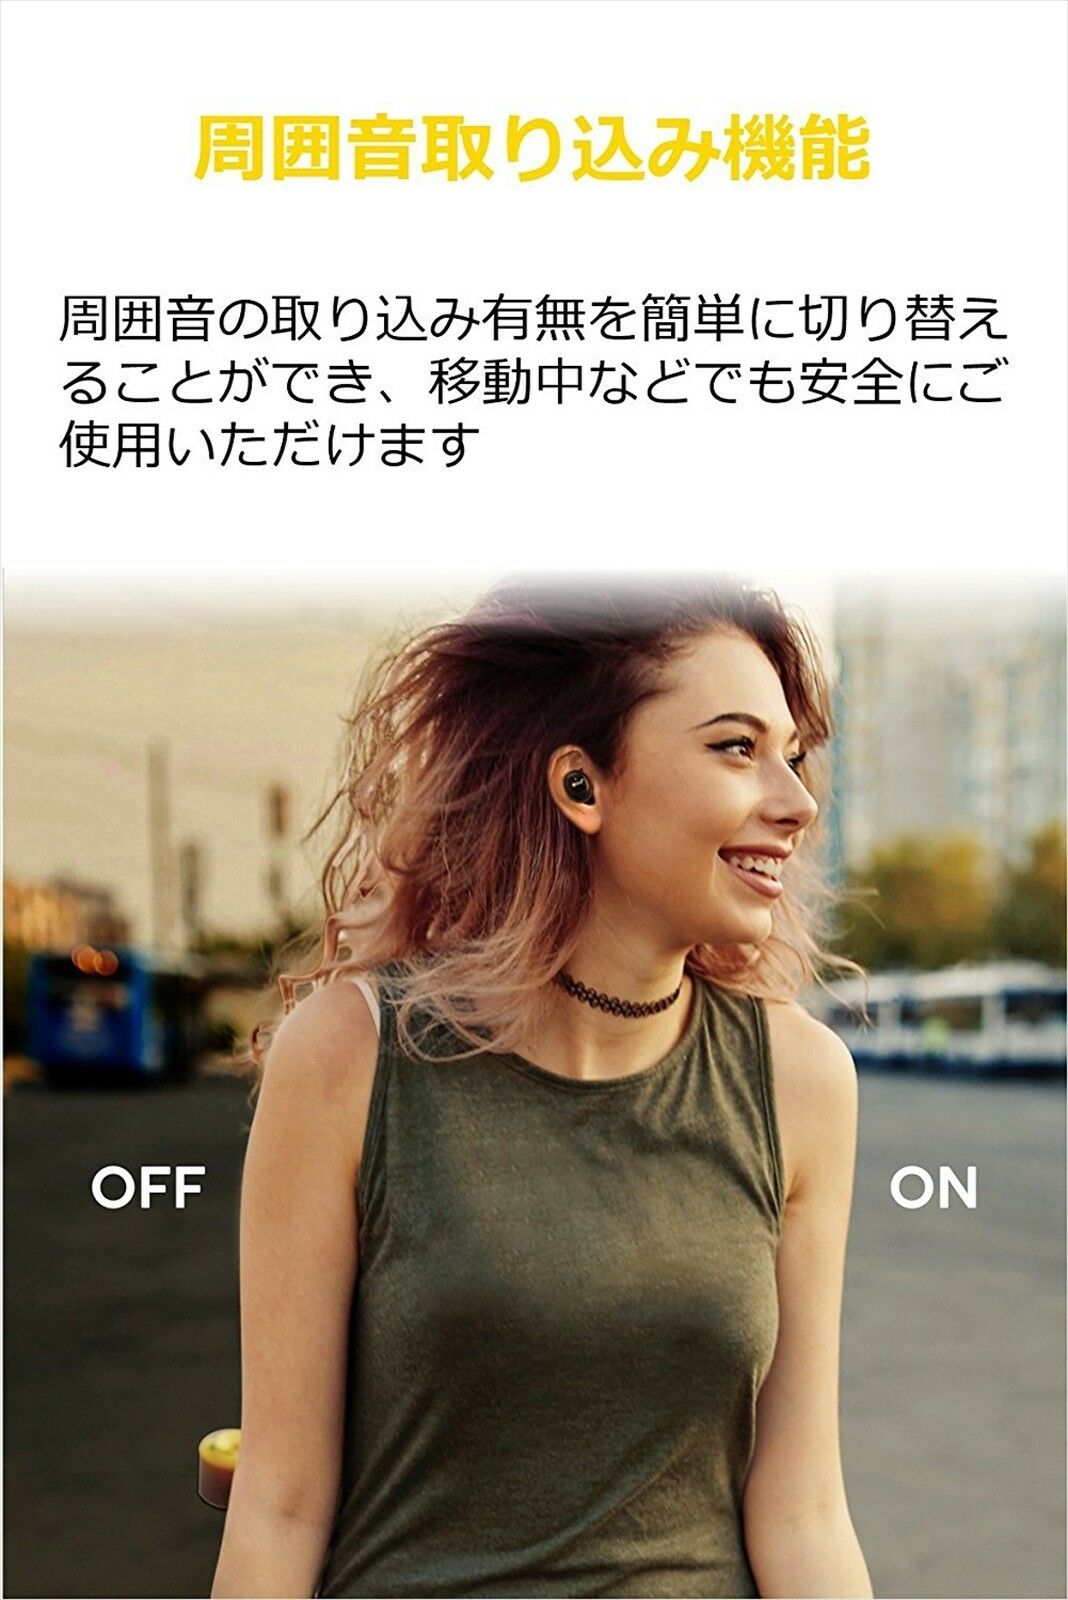 周囲音取り込み機能
周囲音の取り込み有無を簡単に切り替え
ることができ、移動中などでも安全にご
使用いただけます
OFF
ON